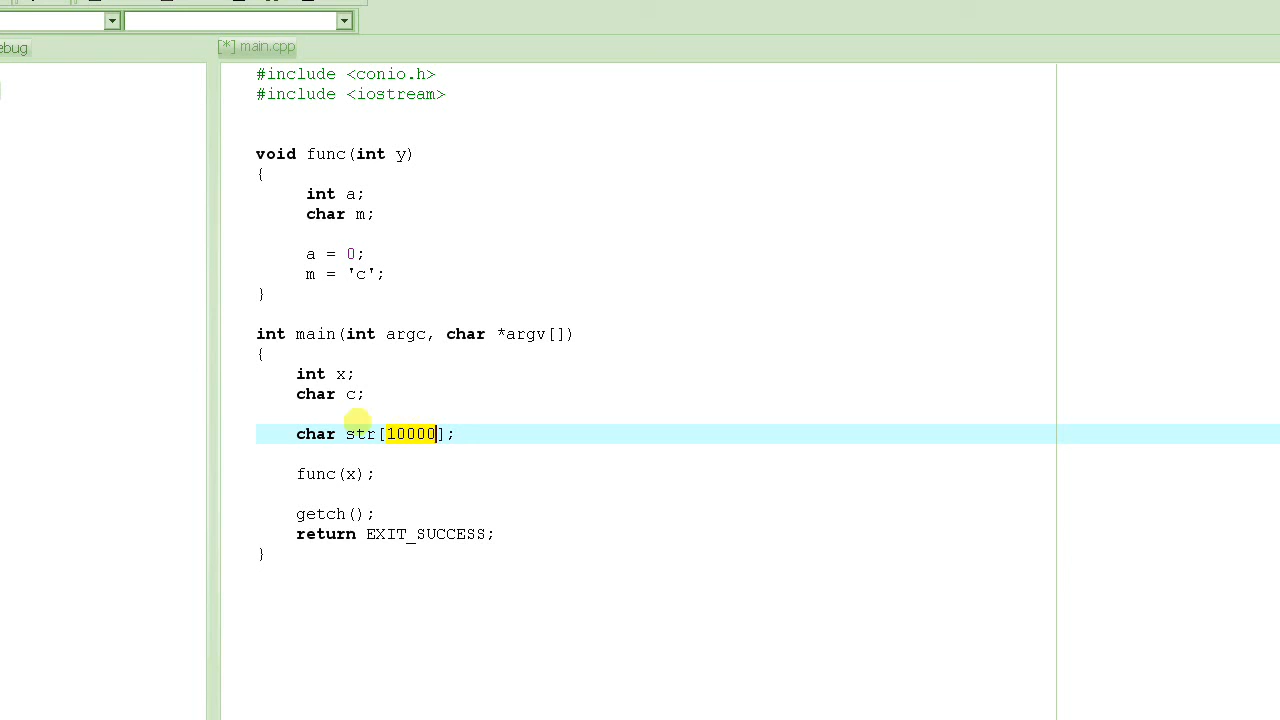 ebug
[*] main.cpp
#include <conio.h>
#include <iostream>
void func(int y)
{
int a;
char m;
a = 0;
m = 'c';
}
int main(int argc, char *argv[])
{
int x;
char c;
char str[10000];
func(x);
getch();
return EXIT_SUCCESS;
}